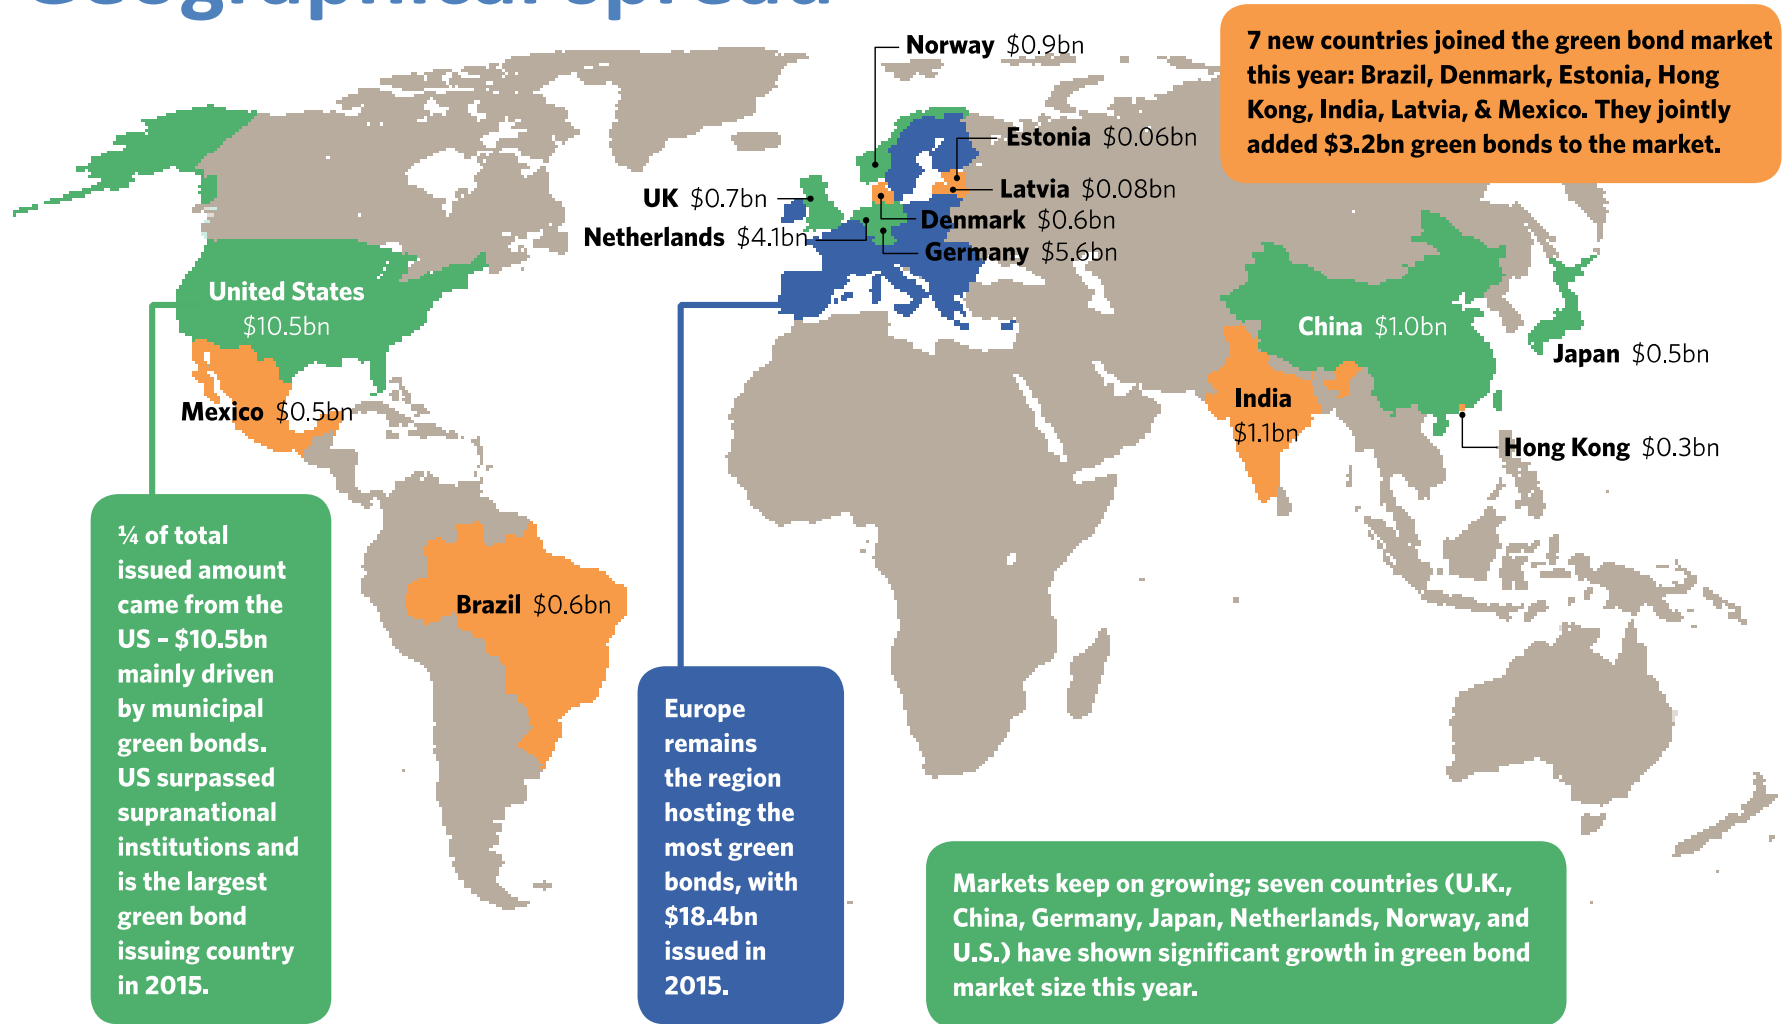 Geographical spread
Norway $0.9bn
7 new countries joined the green bond market
this year: Brazil, Denmark, Estonia, Hong
Kong, India, Latvia, & Mexico. They jointly
added $3.2bn green bonds to the market.
Estonia $0.06bn
UK $0.7bn
Latvia $0.08bn
Denmark $0.6bn
Netherlands $4.1bn
Germany $5.6bn
United States
$10.5bn
China $1.0bn
Japan $0.5bn
Mexico $0.5bn
India
$1.1bn
Hong Kong $0.3bn
Brazil $0.6bn
¼ of total
issued amount
came from the
US – $10.5bn
mainly driven
by municipal
green bonds.
US surpassed
supranational
institutions and
is the largest
green bond
issuing country
in 2015.
Europe
remains
the region
hosting the
most green
bonds, with
$18.4bn
issued in
2015.
Markets keep on growing; seven countries (U.K.,
China, Germany, Japan, Netherlands, Norway, and
U.S.) have shown significant growth in green bond
market size this year.